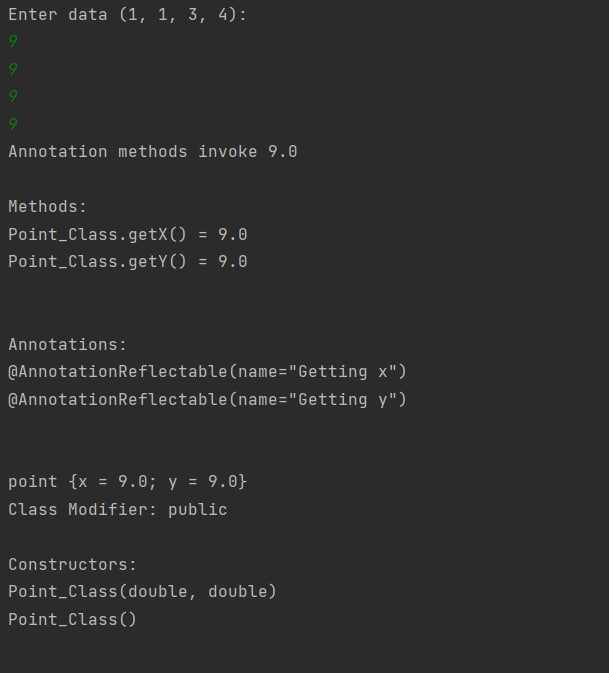 Enter data (1, 1, 3, 4):
9
9
9
9
Annotation methods invoke 9.0
Methods:
Point_Class.getX() = 9.0
Point_Class.getY() = 9.0
Annotations:
@AnnotationReflectable(name="Getting x")
@AnnotationReflectable(name="Getting y")
point {x = 9.0; y = 9.0}
Class Modifier: public
Constructors:
Point_Class(double, double)
Point_Class()